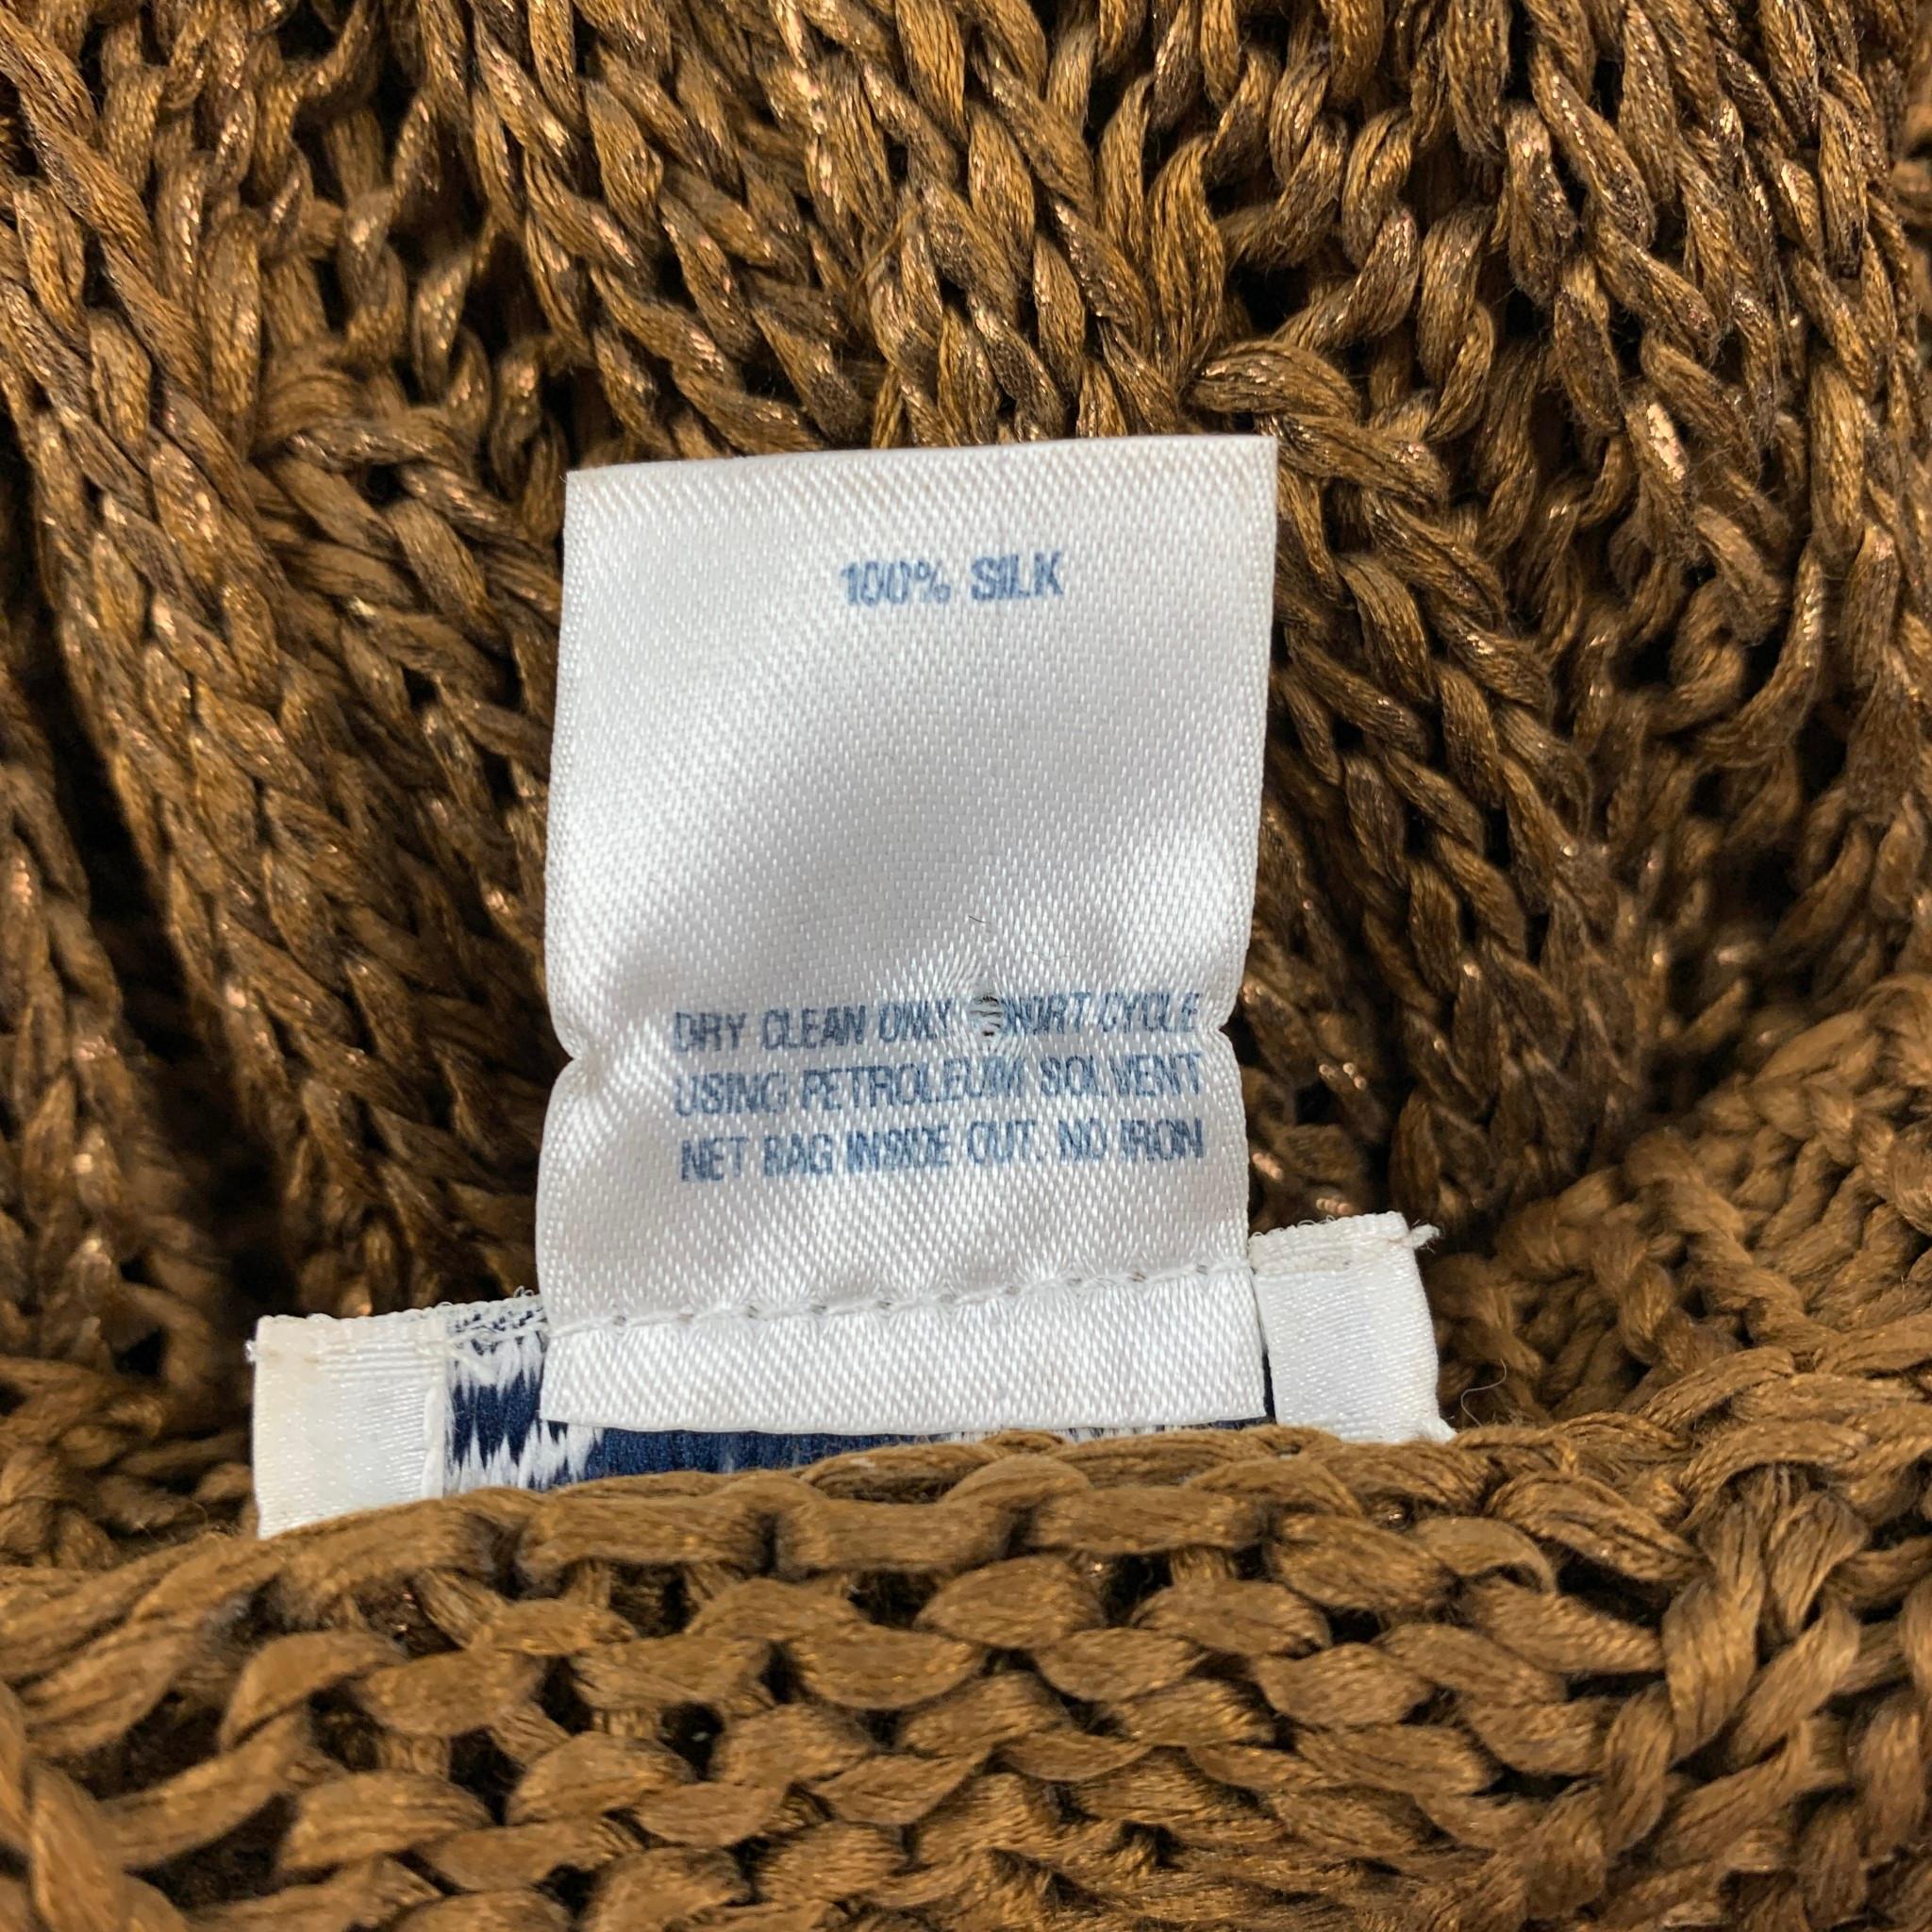 100% SILK
DRY CLEAN ONLY SHORT CYCLE
USING PETROLEUM SOLVENT
NET BAG INSIDE OUT. NO IRON